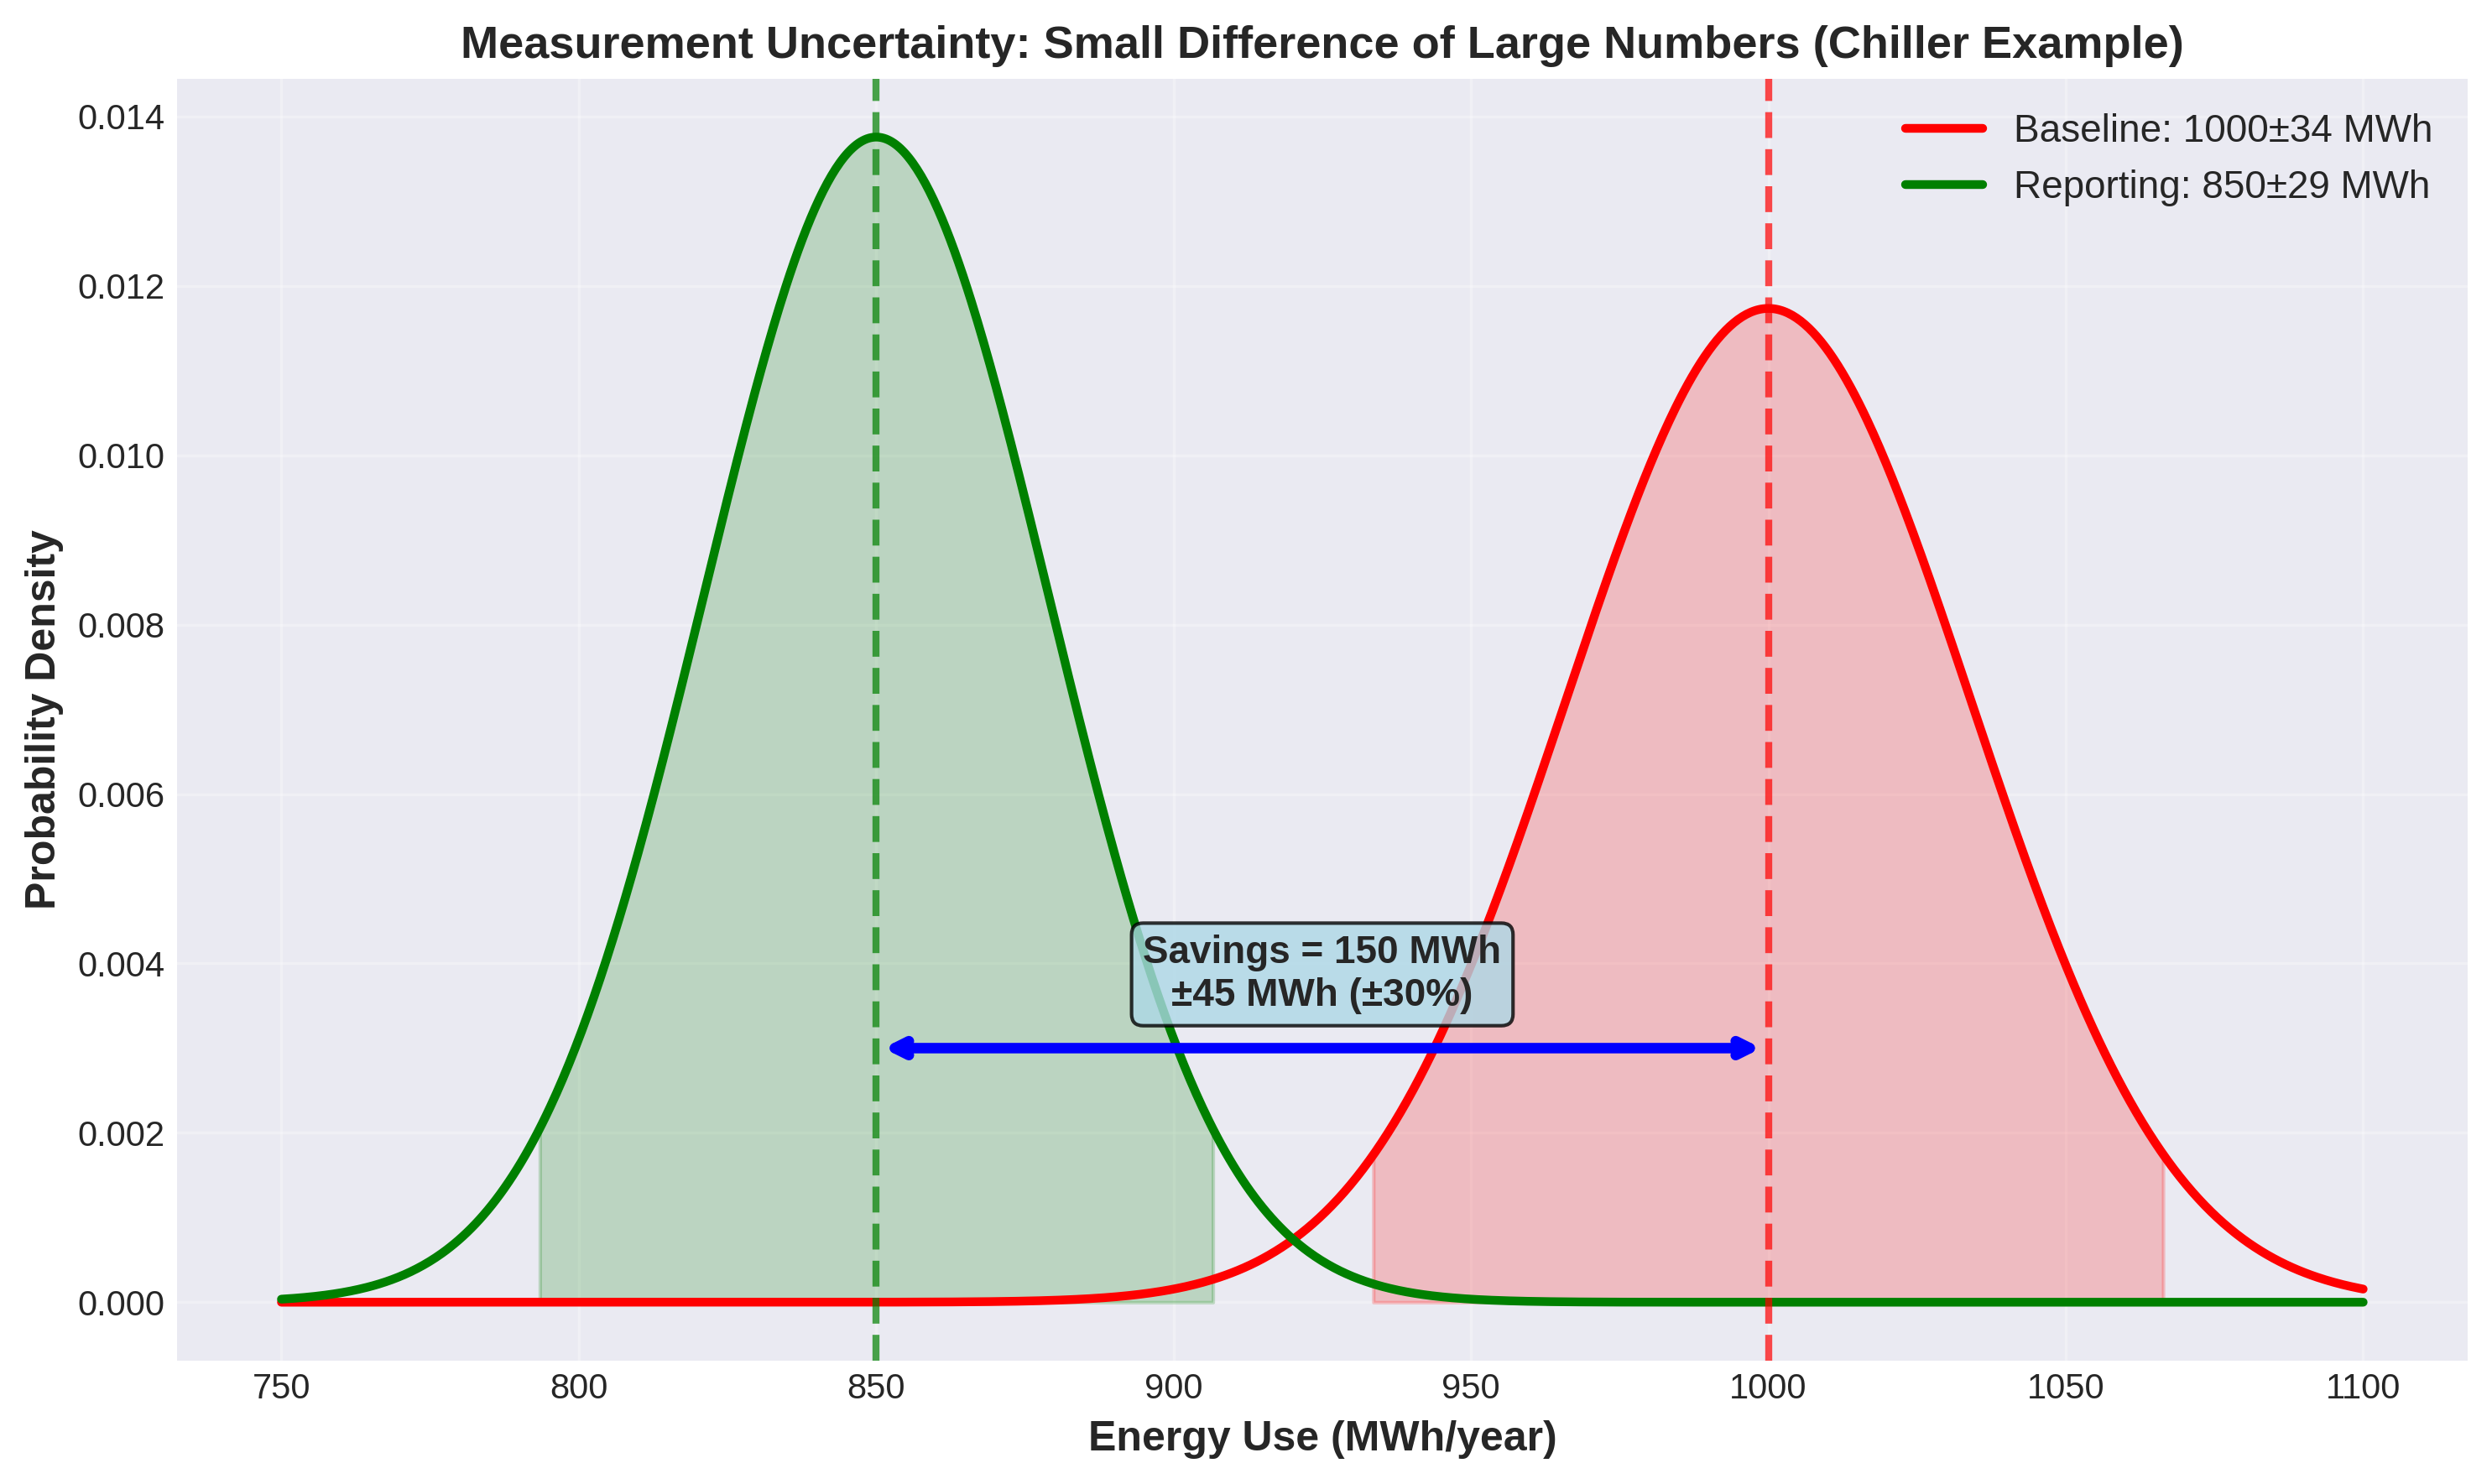 Measurement Uncertainty: Small Difference of Large Numbers (Chiller Example)
Baseline: 1000±34 MWh
Reporting: 850±29 MWh
Probability Density
0.014
0.012
0.010
0.008
0.006
0.004
0.002
0.000
Savings = 150 MWh
±45 MWh (±30%)
750 800 850 900 950 1000 1050 1100
Energy Use (MWh/year)